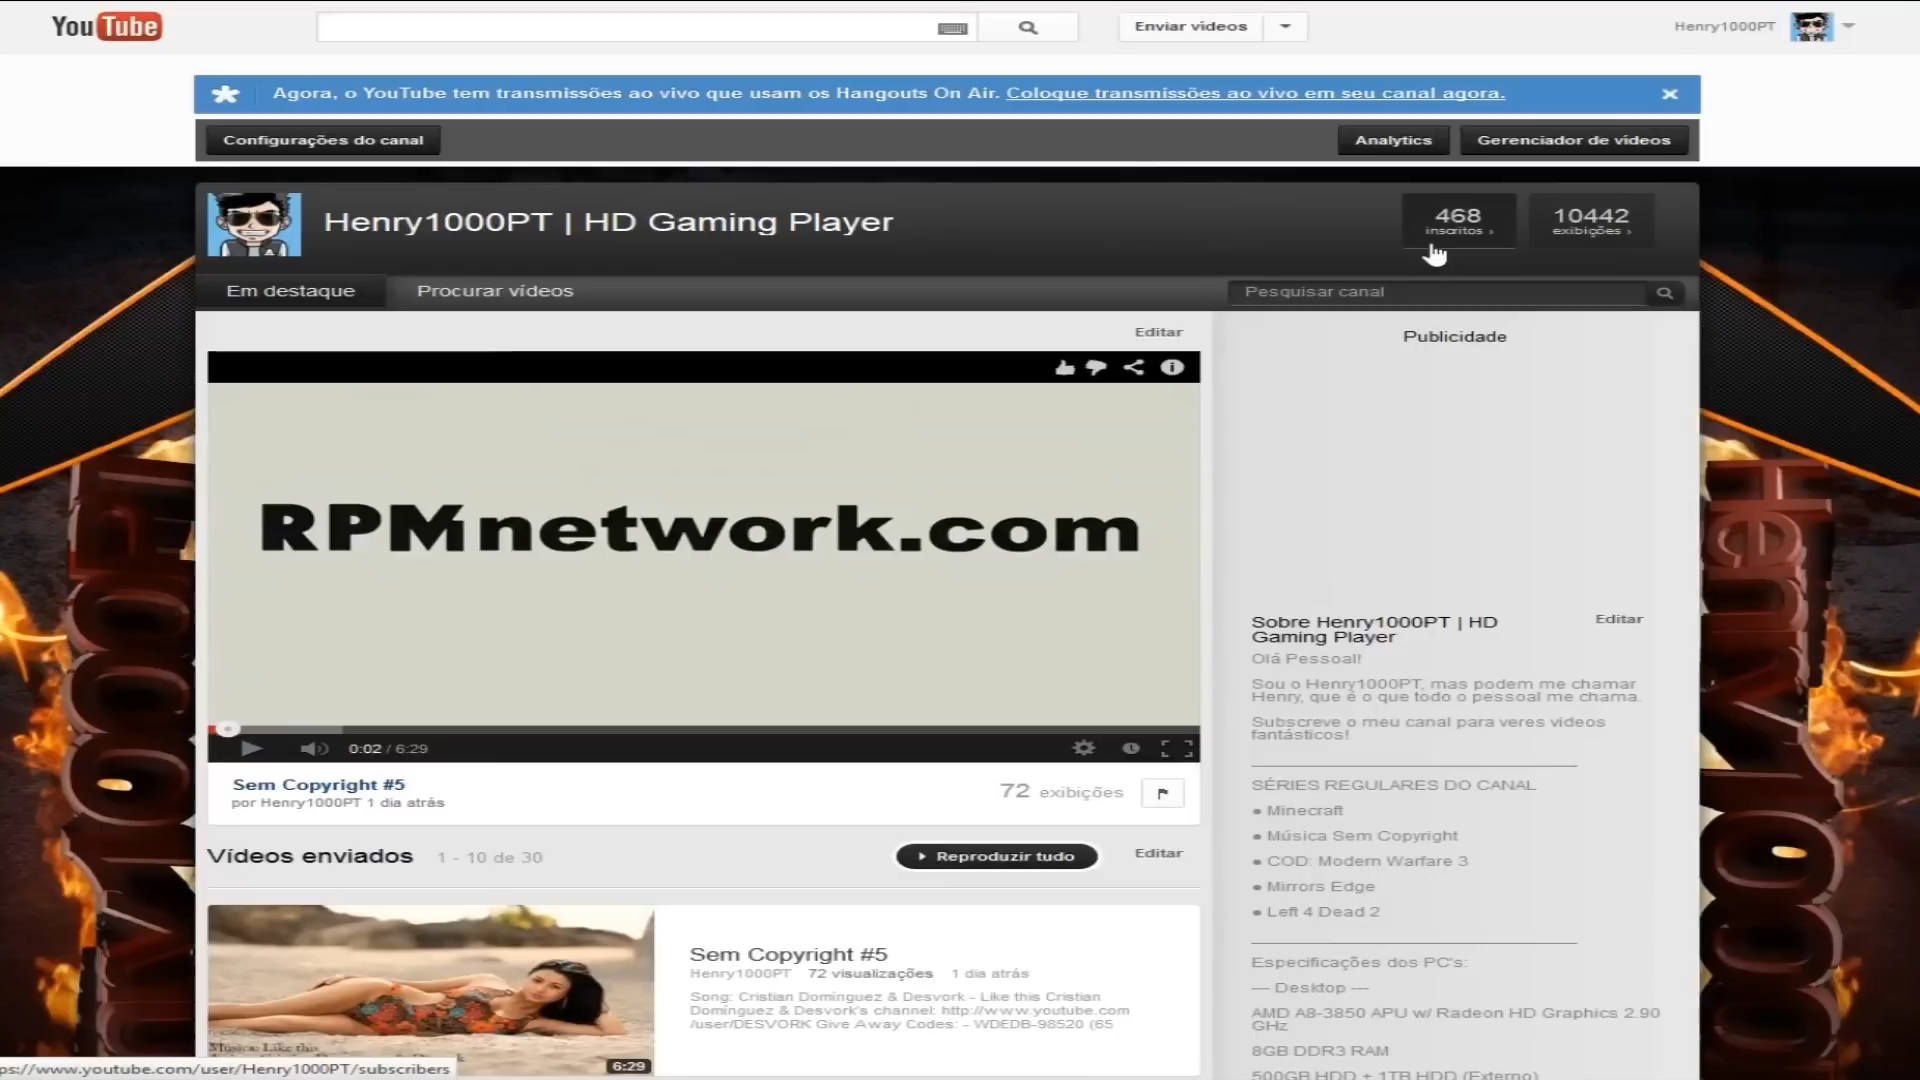 YouTube
Enviar vídeos
Henry1000PT
Agora, o YouTube tem transmissões ao vivo que usam os Hangouts On Air. Coloque transmissões ao vivo em seu canal agora.
Configurações do canal
Analytics
Gerenciador de vídeos
Henry1000PT | HD Gaming Player
468
inscritos ›
10442
exibições ›
Em destaque
Procurar vídeos
Pesquisar canal
Editar
Publicidade
RPMnetwork.com
0:02 / 6:29
Sem Copyright #5
por Henry1000PT 1 dia atrás
72 exibições
Vídeos enviados
1 - 10 de 30
Reproduzir tudo
Editar
Sem Copyright #5
Henry1000PT 72 visualizações 1 dia atrás
Song: Cristian Domínguez & Desvork - Like this Cristian
Domínguez & Desvork's channel: http://www.youtube.com
/user/DESVORK Give Away Codes: - WDEDB-98520 (65
Música: Like this
6:29
Sobre Henry1000PT | HD
Gaming Player
Editar
Olá Pessoal!
Sou o Henry1000PT, mas podem me chamar
Henry, que é o que todo o pessoal me chama.
Subscreve o meu canal para veres videos
fantásticos!
SÉRIES REGULARES DO CANAL
● Minecraft
● Música Sem Copyright
● COD: Modern Warfare 3
● Mirrors Edge
● Left 4 Dead 2
Especificações dos PC's:
— Desktop ---
AMD A8-3850 APU w/ Radeon HD Graphics 2.90
GHz
8GB DDR3 RAM
500GB HDD + 1TB HDD (Externo)
ps://www.youtube.com/user/Henry1000PT/subscribers
Henry1000
Henry1000